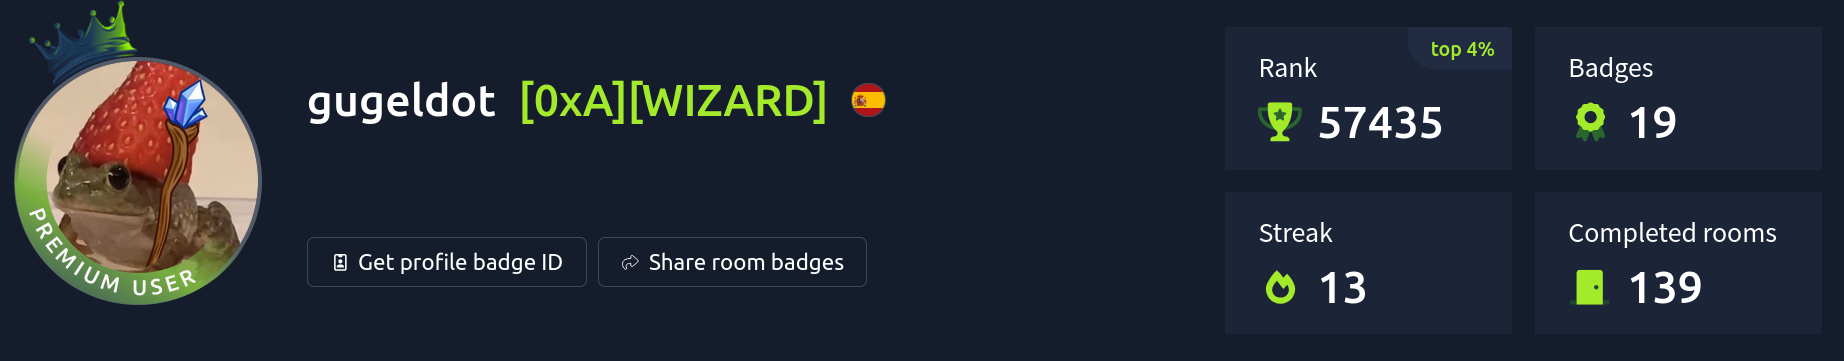 PREMIUM USER
gugeldot [0xA][WIZARD]
Get profile badge ID
Share room badges
top 4%
Rank
57435
Badges
19
Streak
13
Completed rooms
139